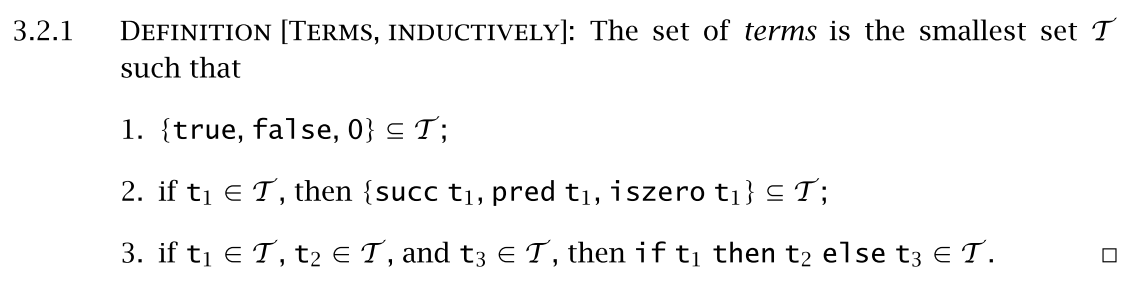 3.2.1 DEFINITION [TERMS, INDUCTIVELY]: The set of terms is the smallest set 𝒯
such that
1. {true, false, 0} ⊆ 𝒯;
2. if t₁ ∈ 𝒯, then {succ t₁, pred t₁, iszero t₁} ⊆ 𝒯;
3. if t₁ ∈ 𝒯, t₂ ∈ 𝒯, and t₃ ∈ 𝒯, then if t₁ then t₂ else t₃ ∈ 𝒯. □